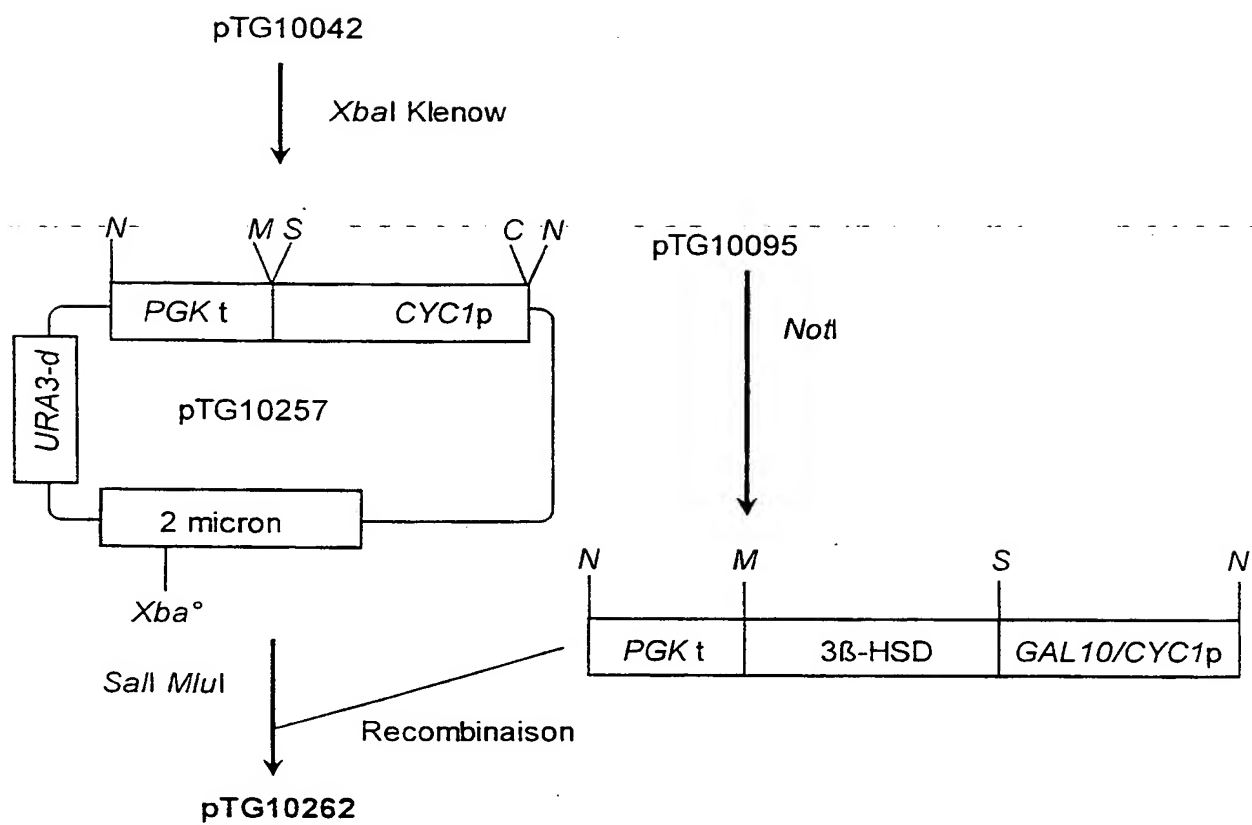 pTG10042
XbaI Klenow
N
M S
C N
PGK t
CYC1p
URA3-d
pTG10257
2 micron
Xba°
pTG10095
NotI
N
M
S
N
PGK t
3ß-HSD
GAL10/CYC1p
SalI MluI
Recombinaison
pTG10262